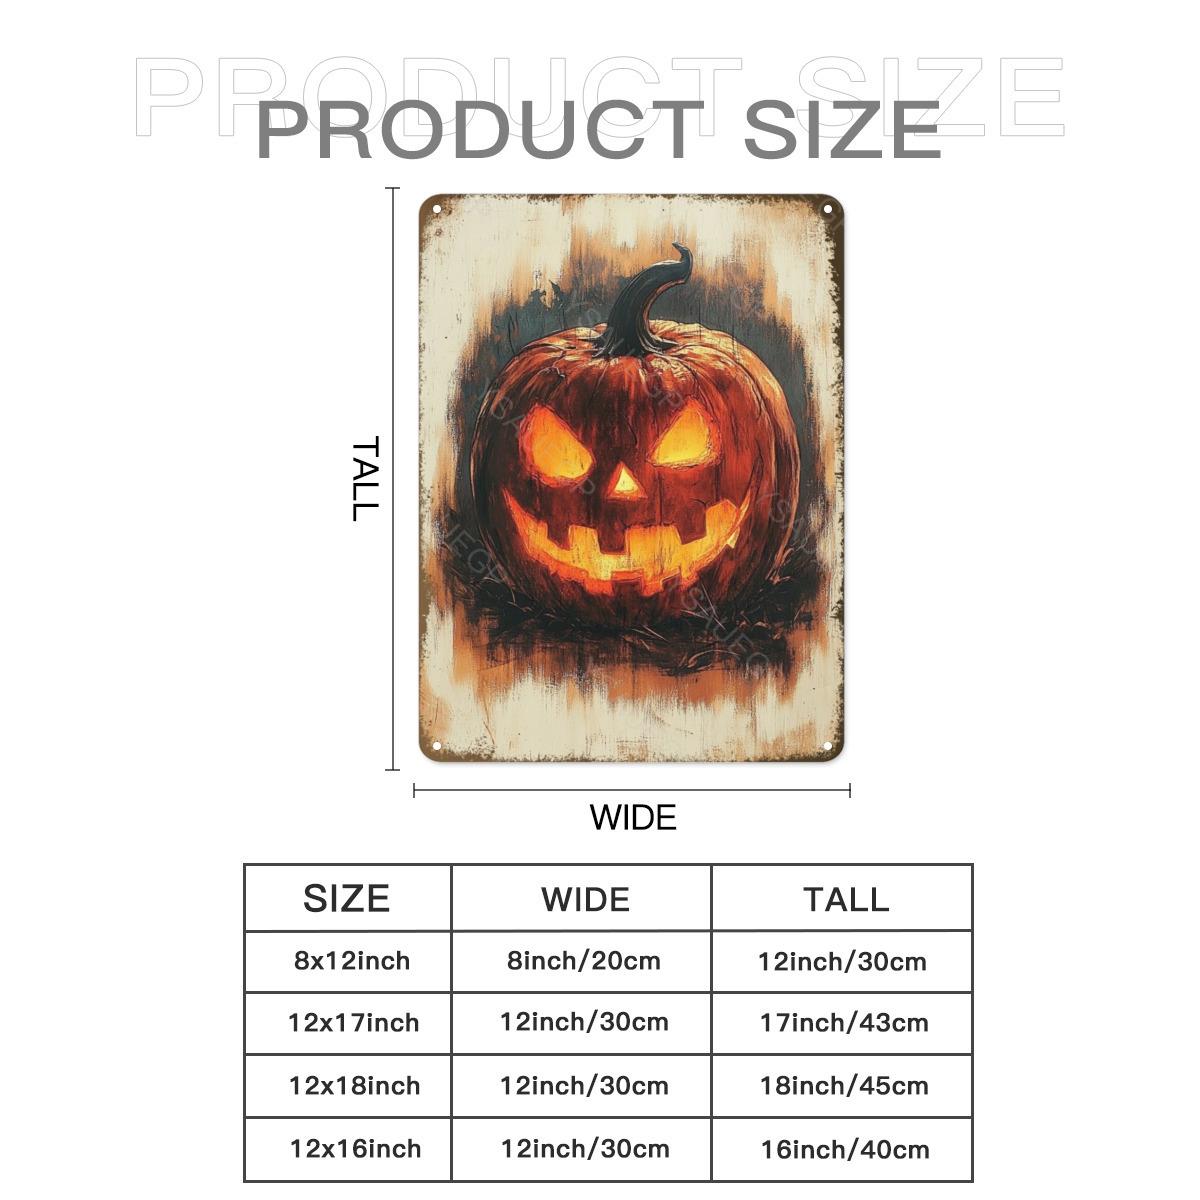 PRODUCT SIZE
PRODUCT SIZE
TALL
WIDE
SIZE WIDE TALL
8x12inch 8inch/20cm 12inch/30cm
12x17inch 12inch/30cm 17inch/43cm
12x18inch 12inch/30cm 18inch/45cm
12x16inch 12inch/30cm 16inch/40cm